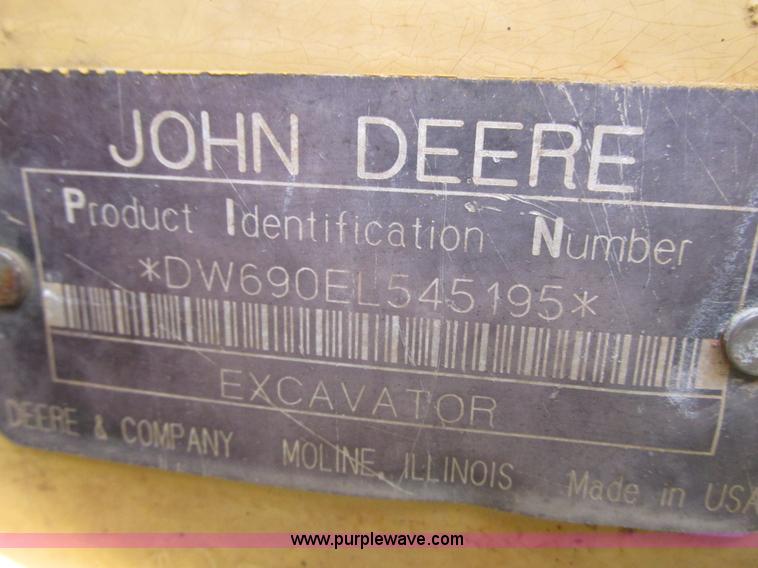 JOHN DEERE
Product Identification Number
*DW690EL545195*
EXCAVATOR
DEERE & COMPANY MOLINE, ILLINOIS Made in USA
www.purplewave.com